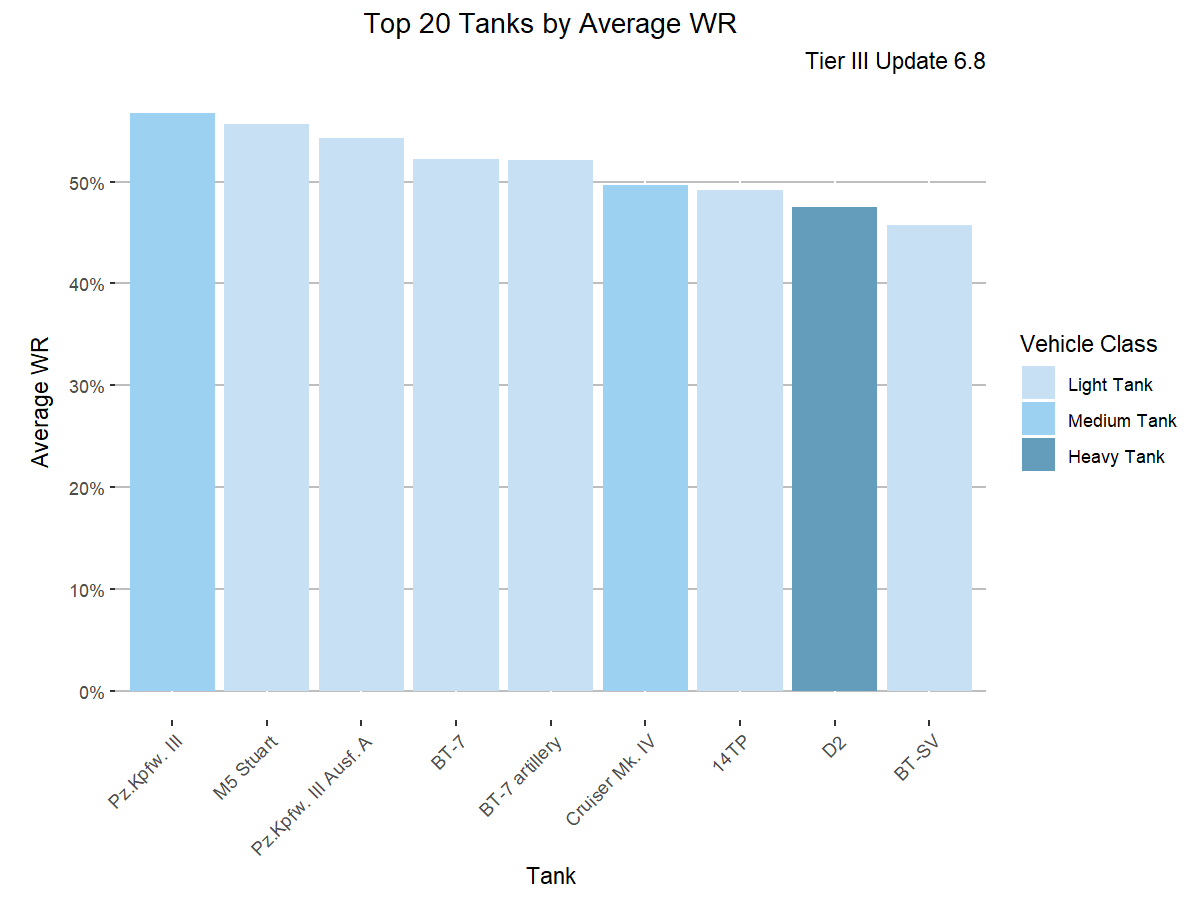 Top 20 Tanks by Average WR
Tier III Update 6.8
Average WR
50%
40%
30%
20%
10%
0%
Pz.Kpfw. III
M5 Stuart
Pz.Kpfw. III Ausf. A
BT-7
BT-7 artillery
Cruiser Mk. IV
14TP
D2
BT-SV
Tank
Vehicle Class
Light Tank
Medium Tank
Heavy Tank